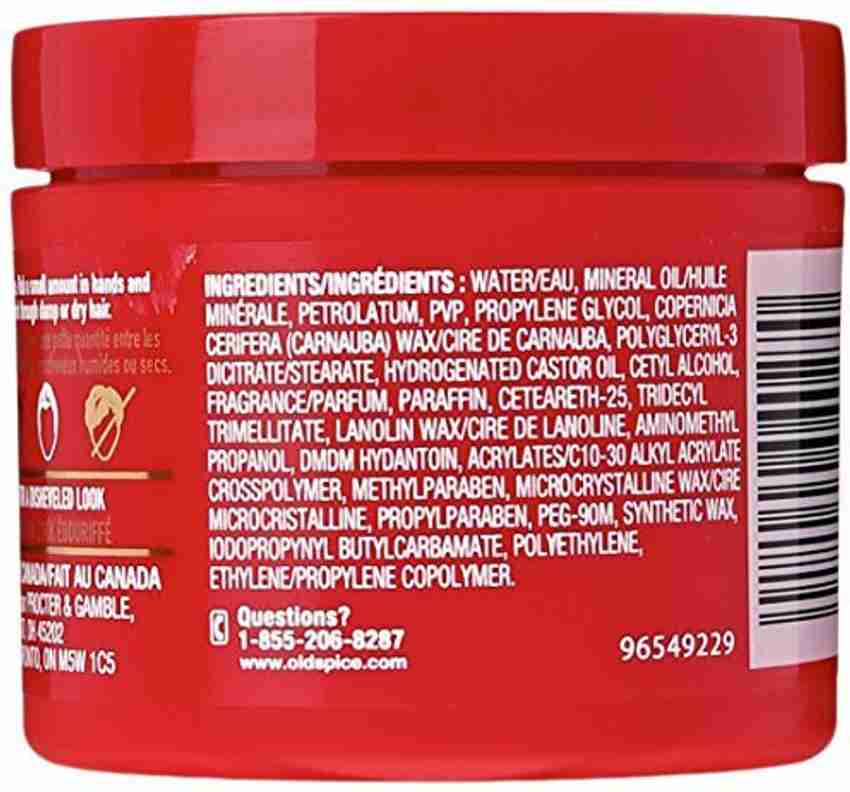 a small amount in hands and
through damp or dry hair.
petite quantité entre les
humides ou secs.
A DISHEVELED LOOK
ÉBOURIFFÉ
CANADA/FAIT AU CANADA
PROCTER & GAMBLE,
OH 45202
ON M5W 1C5
INGREDIENTS/INGRÉDIENTS : WATER/EAU, MINERAL OIL/HUILE
MINÉRALE, PETROLATUM, PVP, PROPYLENE GLYCOL, COPERNICIA
CERIFERA (CARNAUBA) WAX/CIRE DE CARNAUBA, POLYGLYCERYL-3
DICITRATE/STEARATE, HYDROGENATED CASTOR OIL, CETYL ALCOHOL,
FRAGRANCE/PARFUM, PARAFFIN, CETEARETH-25, TRIDECYL
TRIMELLITATE, LANOLIN WAX/CIRE DE LANOLINE, AMINOMETHYL
PROPANOL, DMDM HYDANTOIN, ACRYLATES/C10-30 ALKYL ACRYLATE
CROSSPOLYMER, METHYLPARABEN, MICROCRYSTALLINE WAX/CIRE
MICROCRISTALLINE, PROPYLPARABEN, PEG-90M, SYNTHETIC WAX,
IODOPROPYNYL BUTYLCARBAMATE, POLYETHYLENE,
ETHYLENE/PROPYLENE COPOLYMER.
Questions?
1-855-206-8287
www.oldspice.com
96549229